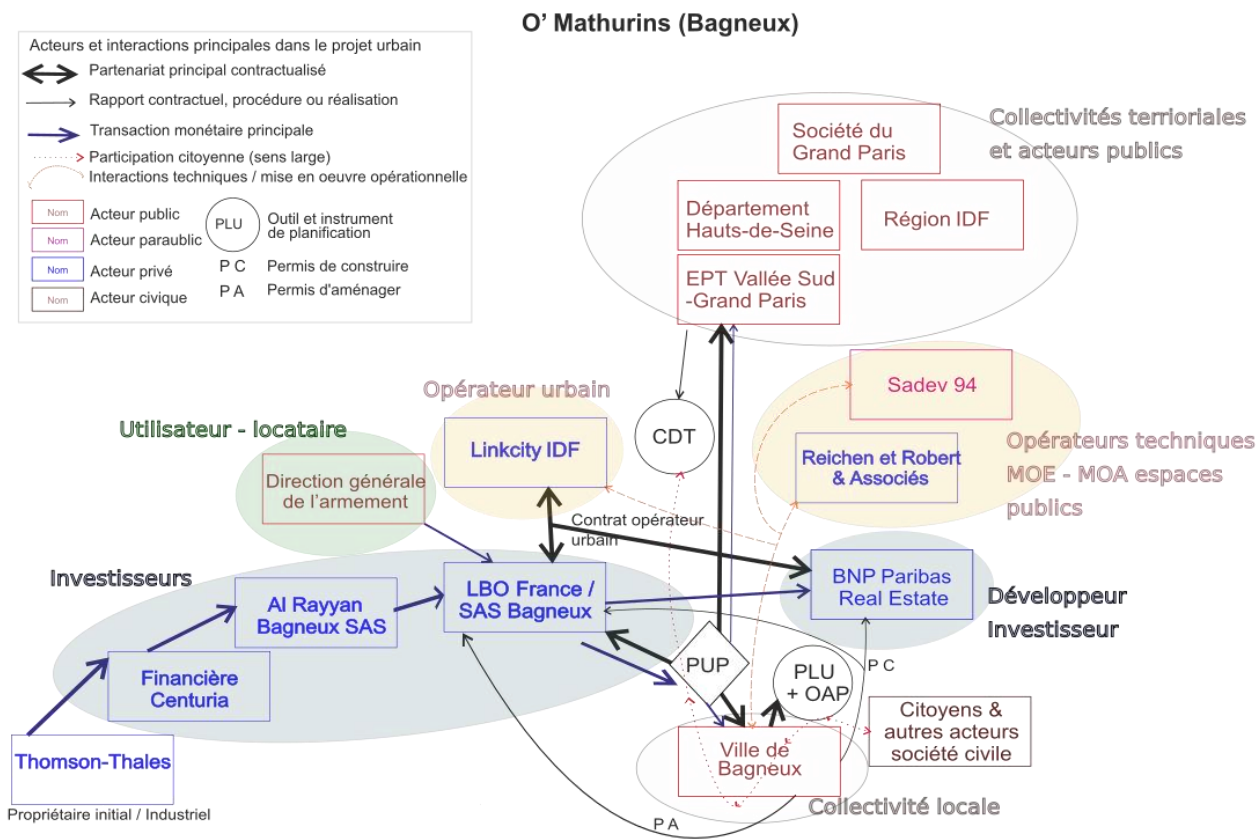 O' Mathurins (Bagneux)
Acteurs et interactions principales dans le projet urbain
Partenariat principal contractualisé
Rapport contractuel, procédure ou réalisation
Transaction monétaire principale
Participation citoyenne (sens large)
Interactions techniques / mise en oeuvre opérationnelle
Nom
Acteur public
Nom
Acteur paraublic
Nom
Acteur privé
Nom
Acteur civique
PLU
Outil et instrument
de planification
P C
Permis de construire
P A
Permis d'aménager
Collectivités terrioriales
et acteurs publics
Société du
Grand Paris
Département
Hauts-de-Seine
Région IDF
EPT Vallée Sud
-Grand Paris
Sadev 94
Reichen et Robert
& Associés
Opérateurs techniques
MOE - MOA espaces
publics
Opérateur urbain
Linkcity IDF
CDT
Utilisateur - locataire
Direction générale
de l'armement
Contrat opérateur
urbain
Investisseurs
Al Rayyan
Bagneux SAS
LBO France /
SAS Bagneux
BNP Paribas
Real Estate
Développeur
Investisseur
Financière
Centuria
PUP
PLU
+ OAP
P C
Citoyens &
autres acteurs
société civile
Thomson-Thales
Propriétaire initial / Industriel
Ville de
Bagneux
Collectivité locale
P A